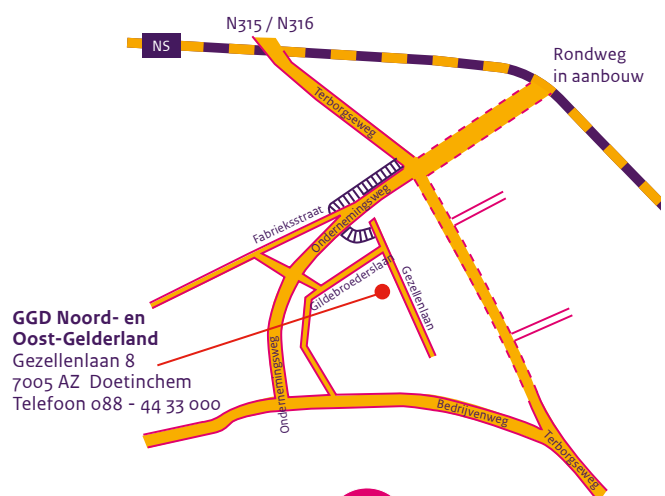 N315 / N316
NS
Rondweg
in aanbouw
Terborgseweg
Fabrieksstraat
Ondernemingsweg
Gildebroederslaan
Gezellenlaan
GGD Noord- en
Oost-Gelderland
Gezellenlaan 8
7005 AZ  Doetinchem
Telefoon 088 - 44 33 000
Ondernemingsweg
Bedrijvenweg
Terborgseweg